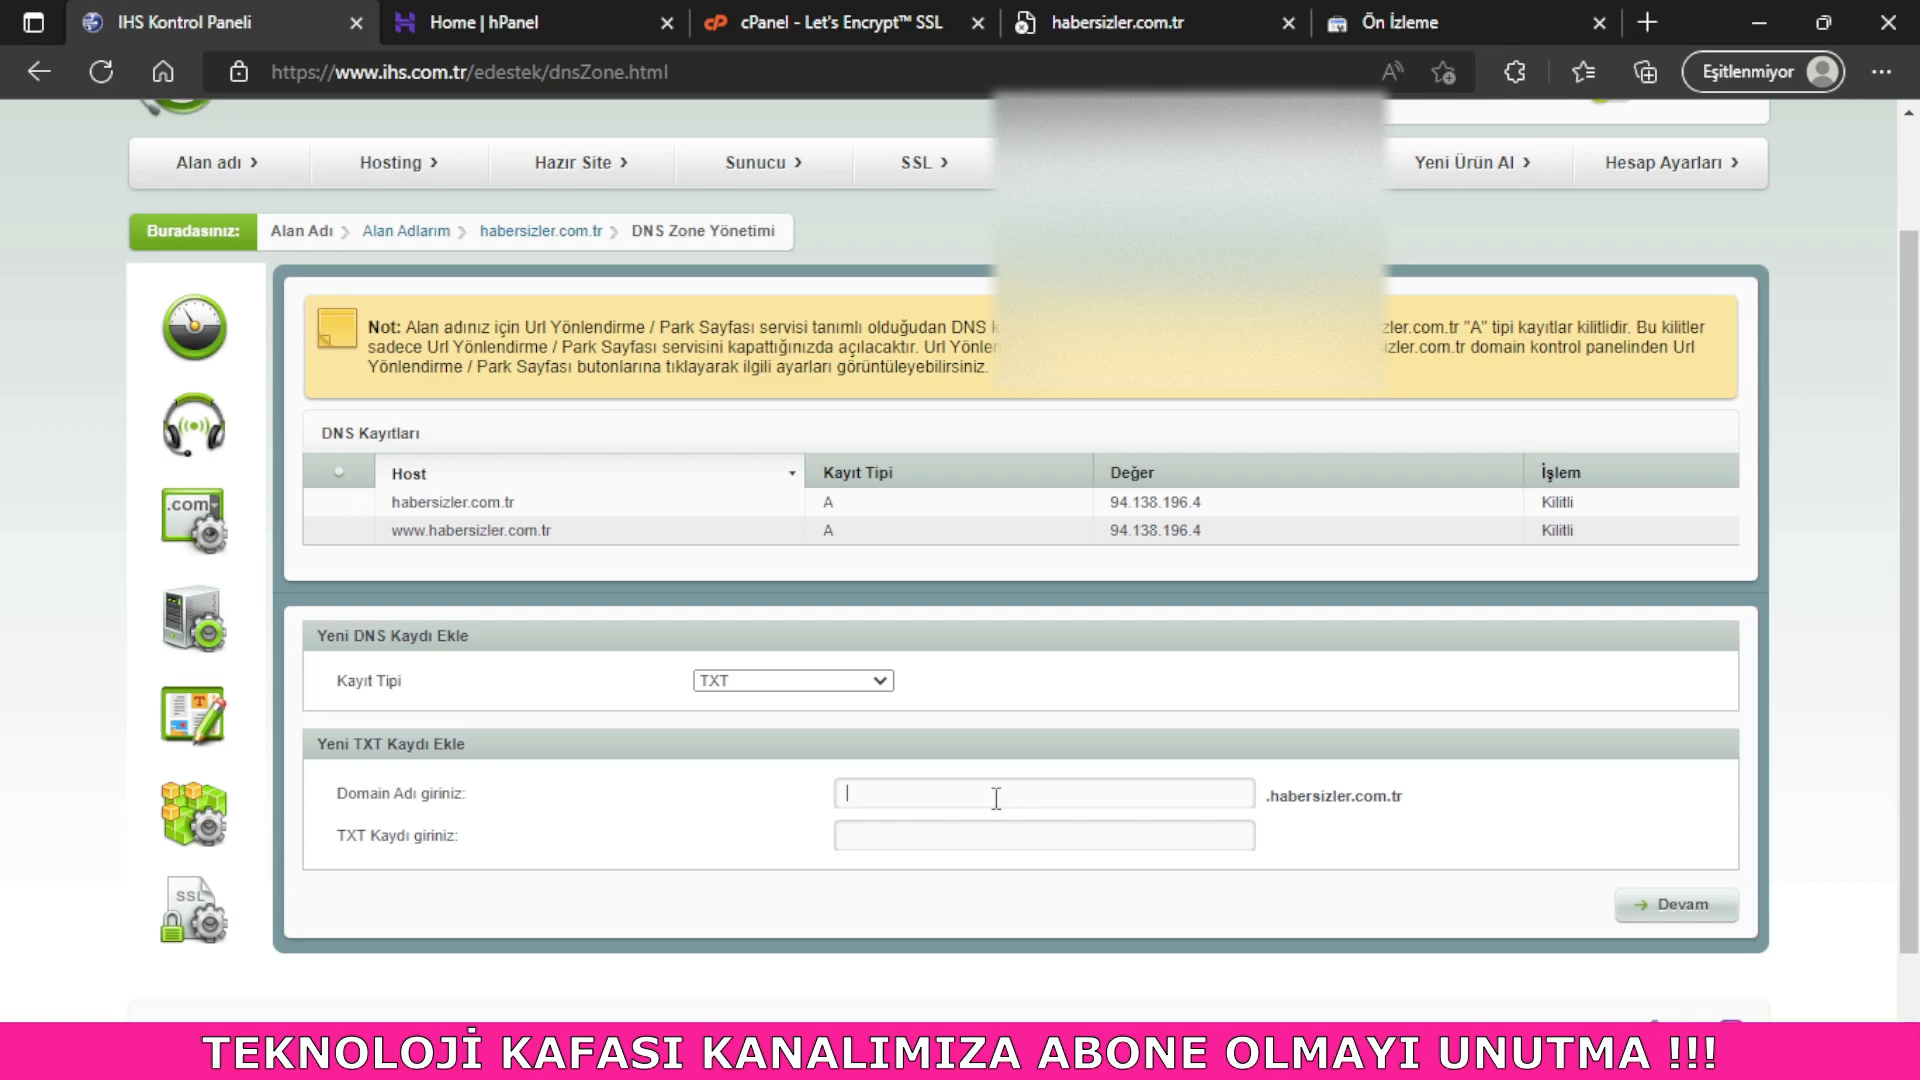 IHS Kontrol Paneli
Home | hPanel
cPanel - Let's Encrypt™ SSL
habersizler.com.tr
Ön İzleme
https://www.ihs.com.tr/edestek/dnsZone.html
Eşitlenmiyor
Alan adı
Hosting
Hazır Site
Sunucu
SSL
Yeni Ürün Al
Hesap Ayarları
Buradasınız:
Alan Adı
Alan Adlarım
habersizler.com.tr
DNS Zone Yönetimi
Not: Alan adınız için Url Yönlendirme / Park Sayfası servisi tanımlı olduğudan DNS zler.com.tr "A" tipi kayıtlar kilitlidir. Bu kilitler
sadece Url Yönlendirme / Park Sayfası servisini kapattığınızda açılacaktır. Url Yönler izler.com.tr domain kontrol panelinden Url
Yönlendirme / Park Sayfası butonlarına tıklayarak ilgili ayarları görüntüleyebilirsiniz.
DNS Kayıtları
Host Kayıt Tipi Değer İşlem
habersizler.com.tr A 94.138.196.4 Kilitli
www.habersizler.com.tr A 94.138.196.4 Kilitli
.com
Yeni DNS Kaydı Ekle
Kayıt Tipi TXT
Yeni TXT Kaydı Ekle
Domain Adı giriniz: .habersizler.com.tr
TXT Kaydı giriniz:
SSL
Devam
TEKNOLOJİ KAFASI KANALIMIZA ABONE OLMAYI UNUTMA !!!